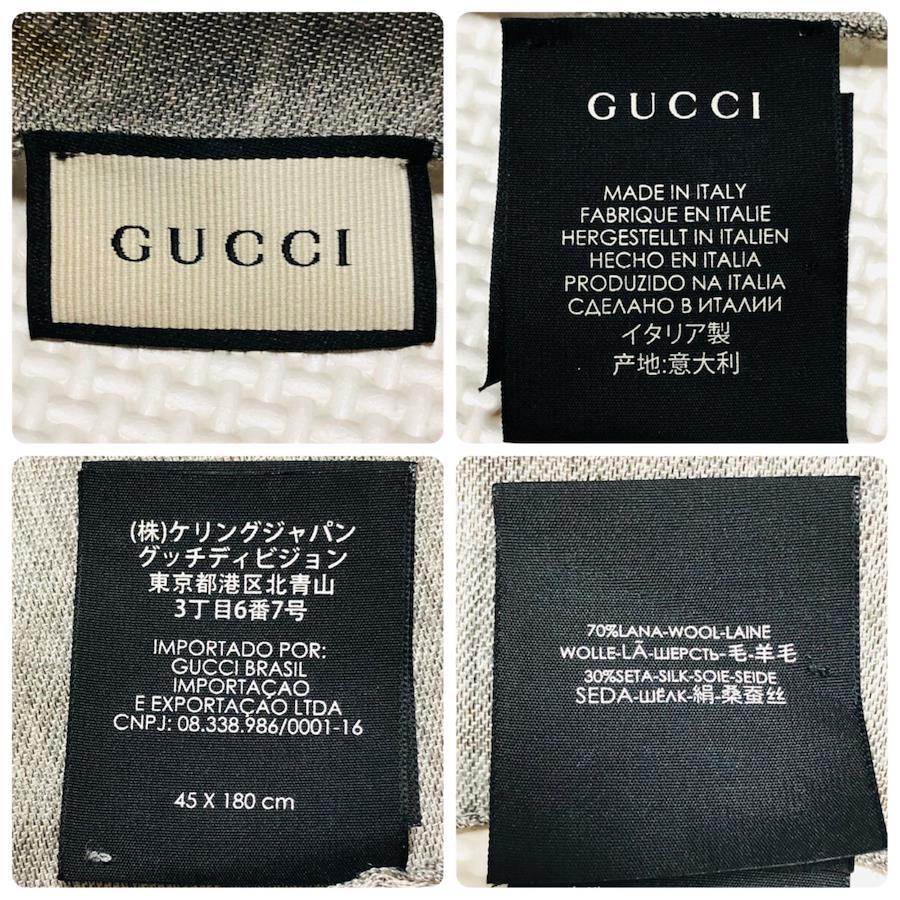 GUCCI
GUCCI
MADE IN ITALY
FABRIQUE EN ITALIE
HERGESTELLT IN ITALIEN
HECHO EN ITALIA
PRODUZIDO NA ITALIA
СДЕЛАНО В ИТАЛИИ
イタリア製
产地:意大利
(株)ケリングジャパン
グッチディビジョン
東京都港区北青山
3丁目6番7号
IMPORTADO POR:
GUCCI BRASIL
IMPORTAÇAO
E EXPORTAÇAO LTDA
CNPJ: 08.338.986/0001-16
45 X 180 cm
70%LANA-WOOL-LAINE
WOLLE-LÃ-ШЕРСТЬ-毛-羊毛
30%SETA-SILK-SOIE-SEIDE
SEDA-ШЁЛК-絹-桑蚕丝